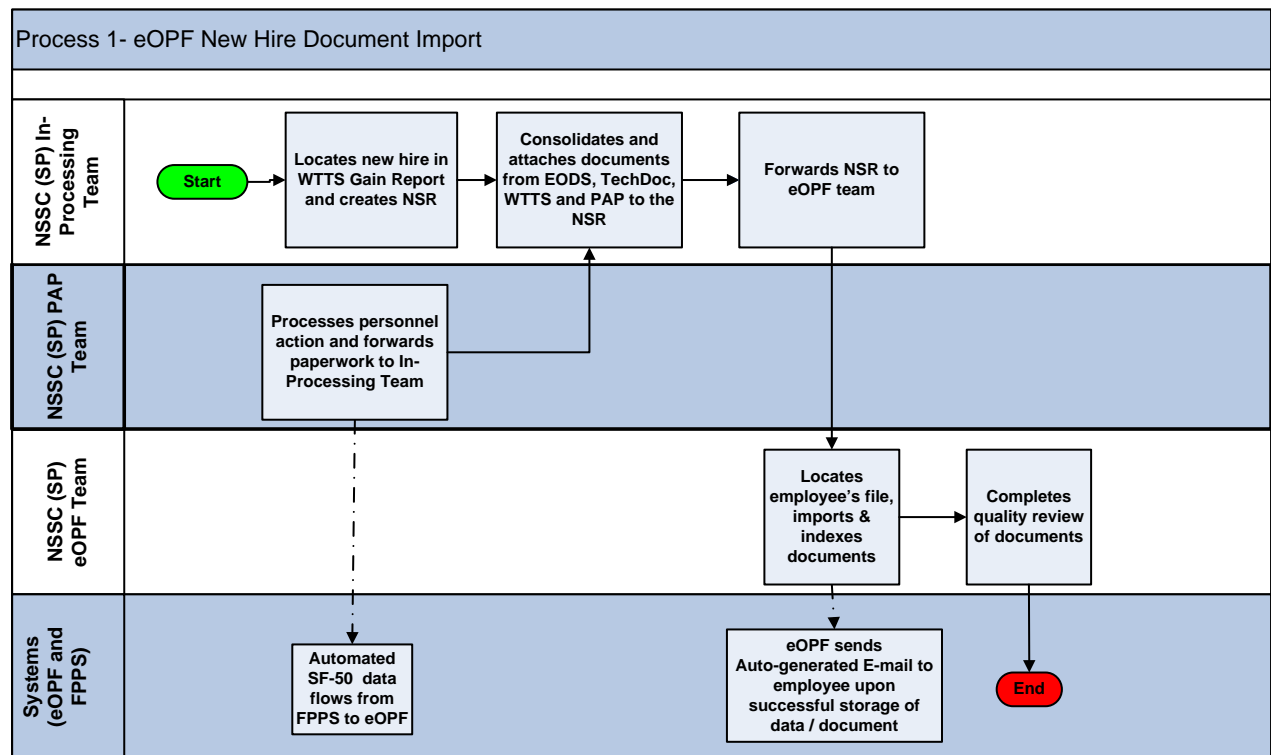 Process 1- eOPF New Hire Document Import
NSSC (SP) In-
Processing
Team
Start
Locates new hire in
WTTS Gain Report
and creates NSR
Consolidates and
attaches documents
from EODS, TechDoc,
WTTS and PAP to the
NSR
Forwards NSR to
eOPF team
NSSC (SP) PAP
Team
Processes personnel
action and forwards
paperwork to In-
Processing Team
NSSC (SP)
eOPF Team
Locates
employee's file,
imports &
indexes
documents
Completes
quality review
of documents
Systems
(eOPF and
FPPS)
Automated
SF-50 data
flows from
FPPS to eOPF
eOPF sends
Auto-generated E-mail to
employee upon
successful storage of
data / document
End